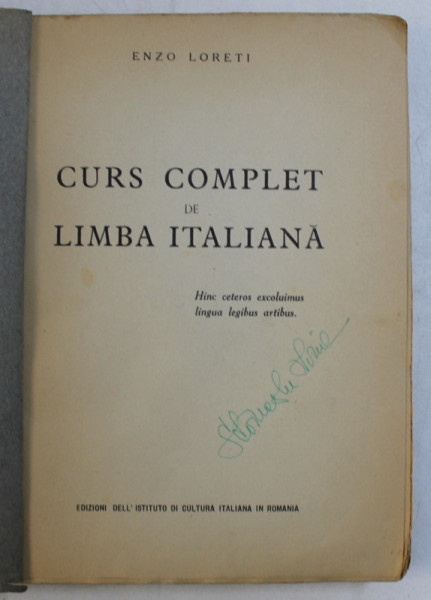 ENZO LORETI
CURS COMPLET
DE
LIMBA ITALIANĂ
Hinc ceteros excoluimus
lingua legibus artibus.
EDIZIONI DELL'ISTITUTO DI CULTURA ITALIANA IN ROMANIA